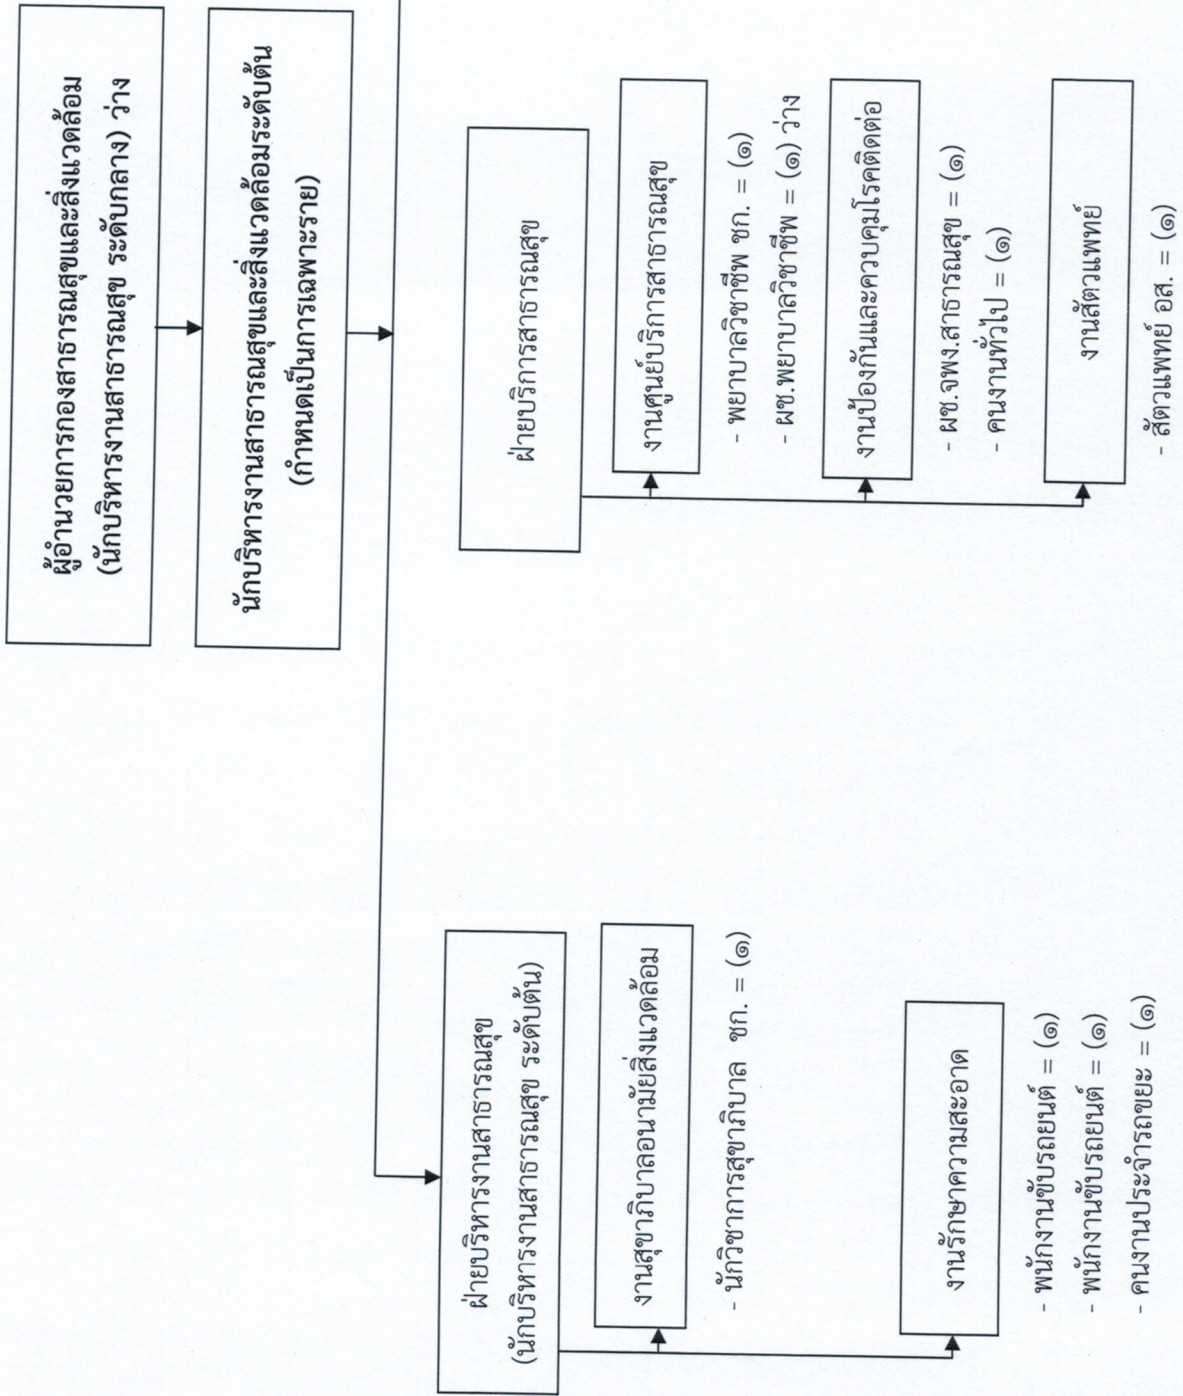 ผู้อำนวยการกองสาธารณสุขและสิ่งแวดล้อม
(นักบริหารงานสาธารณสุข ระดับกลาง) ว่าง
นักบริหารงานสาธารณสุขและสิ่งแวดล้อมระดับต้น
(กำหนดเป็นการเฉพาะราย)
ฝ่ายบริหารงานสาธารณสุข
(นักบริหารงานสาธารณสุข ระดับต้น)
งานสุขาภิบาลอนามัยสิ่งแวดล้อม
- นักวิชาการสุขาภิบาล ชก. = (๑)
งานรักษาความสะอาด
- พนักงานขับรถยนต์ = (๑)
- พนักงานขับรถยนต์ = (๑)
- คนงานประจำรถขยะ = (๑)
ฝ่ายบริการสาธารณสุข
งานศูนย์บริการสาธารณสุข
- พยาบาลวิชาชีพ ชก. = (๑)
- ผช.พยาบาลวิชาชีพ = (๑) ว่าง
งานป้องกันและควบคุมโรคติดต่อ
- ผช.จพง.สาธารณสุข = (๑)
- คนงานทั่วไป = (๑)
งานสัตวแพทย์
- สัตวแพทย์ อส. = (๑)